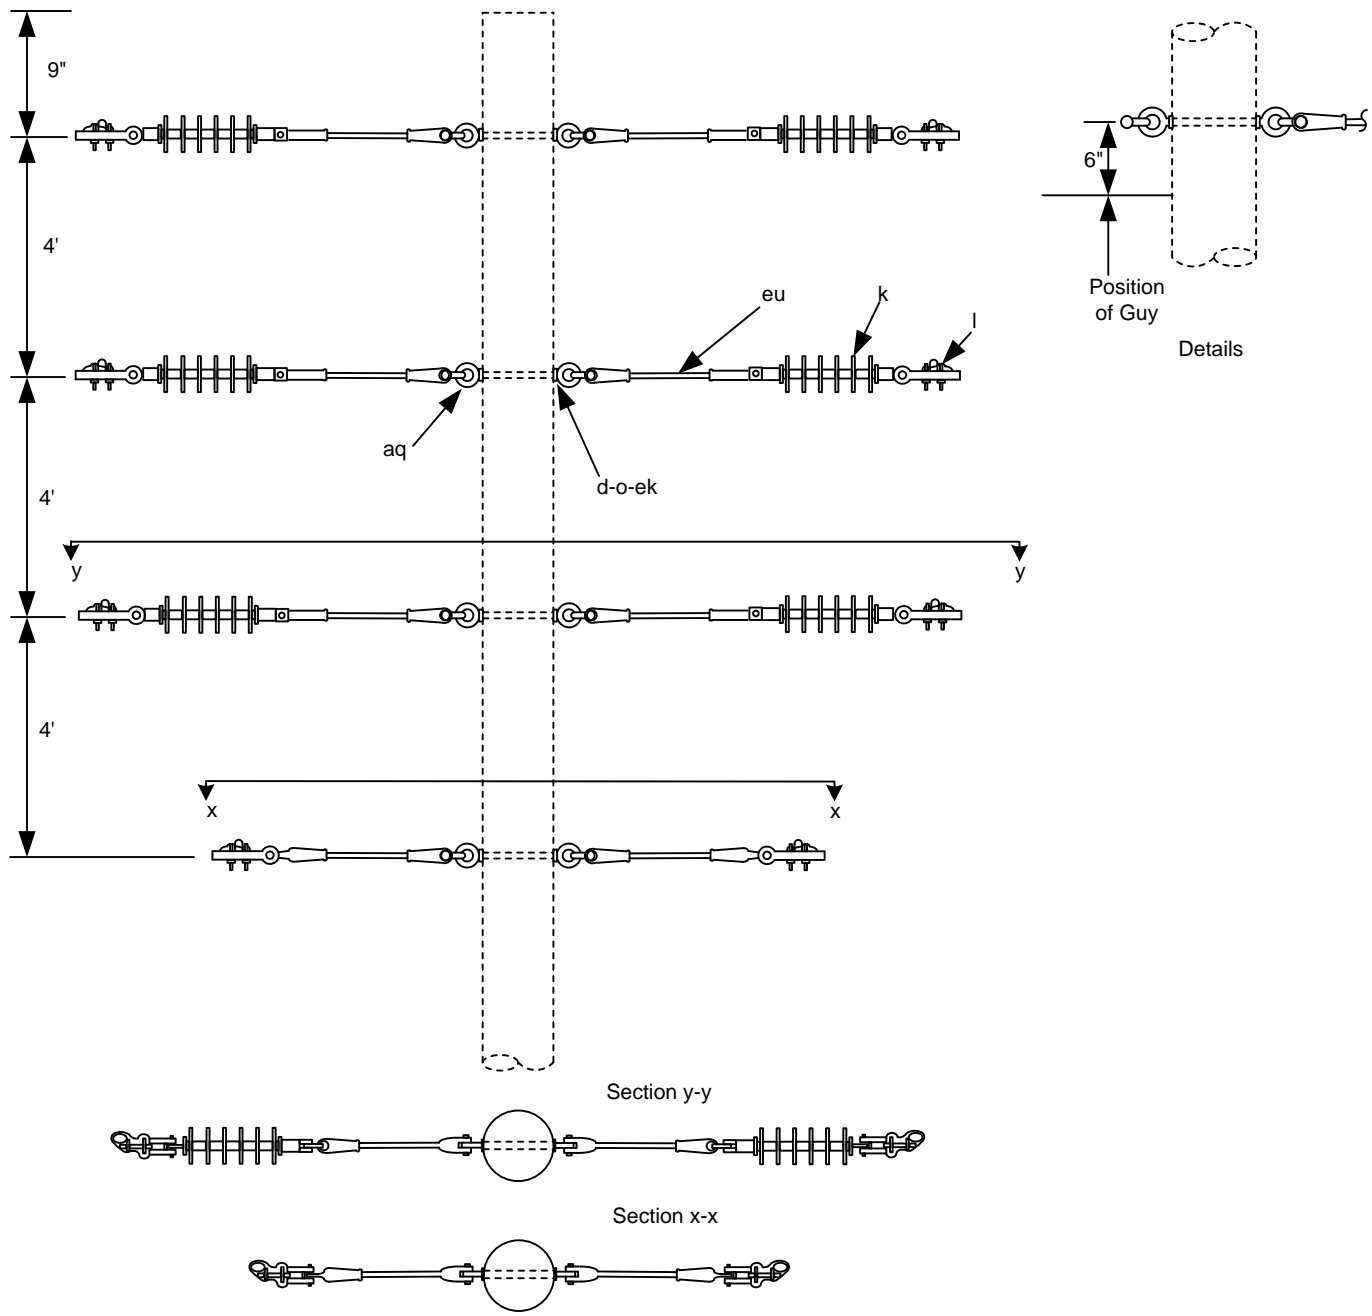 9"
6"
4'
Position
of Guy
eu
k
l
Details
aq
d-o-ek
4'
y
y
4'
x
x
Section y-y
Section x-x